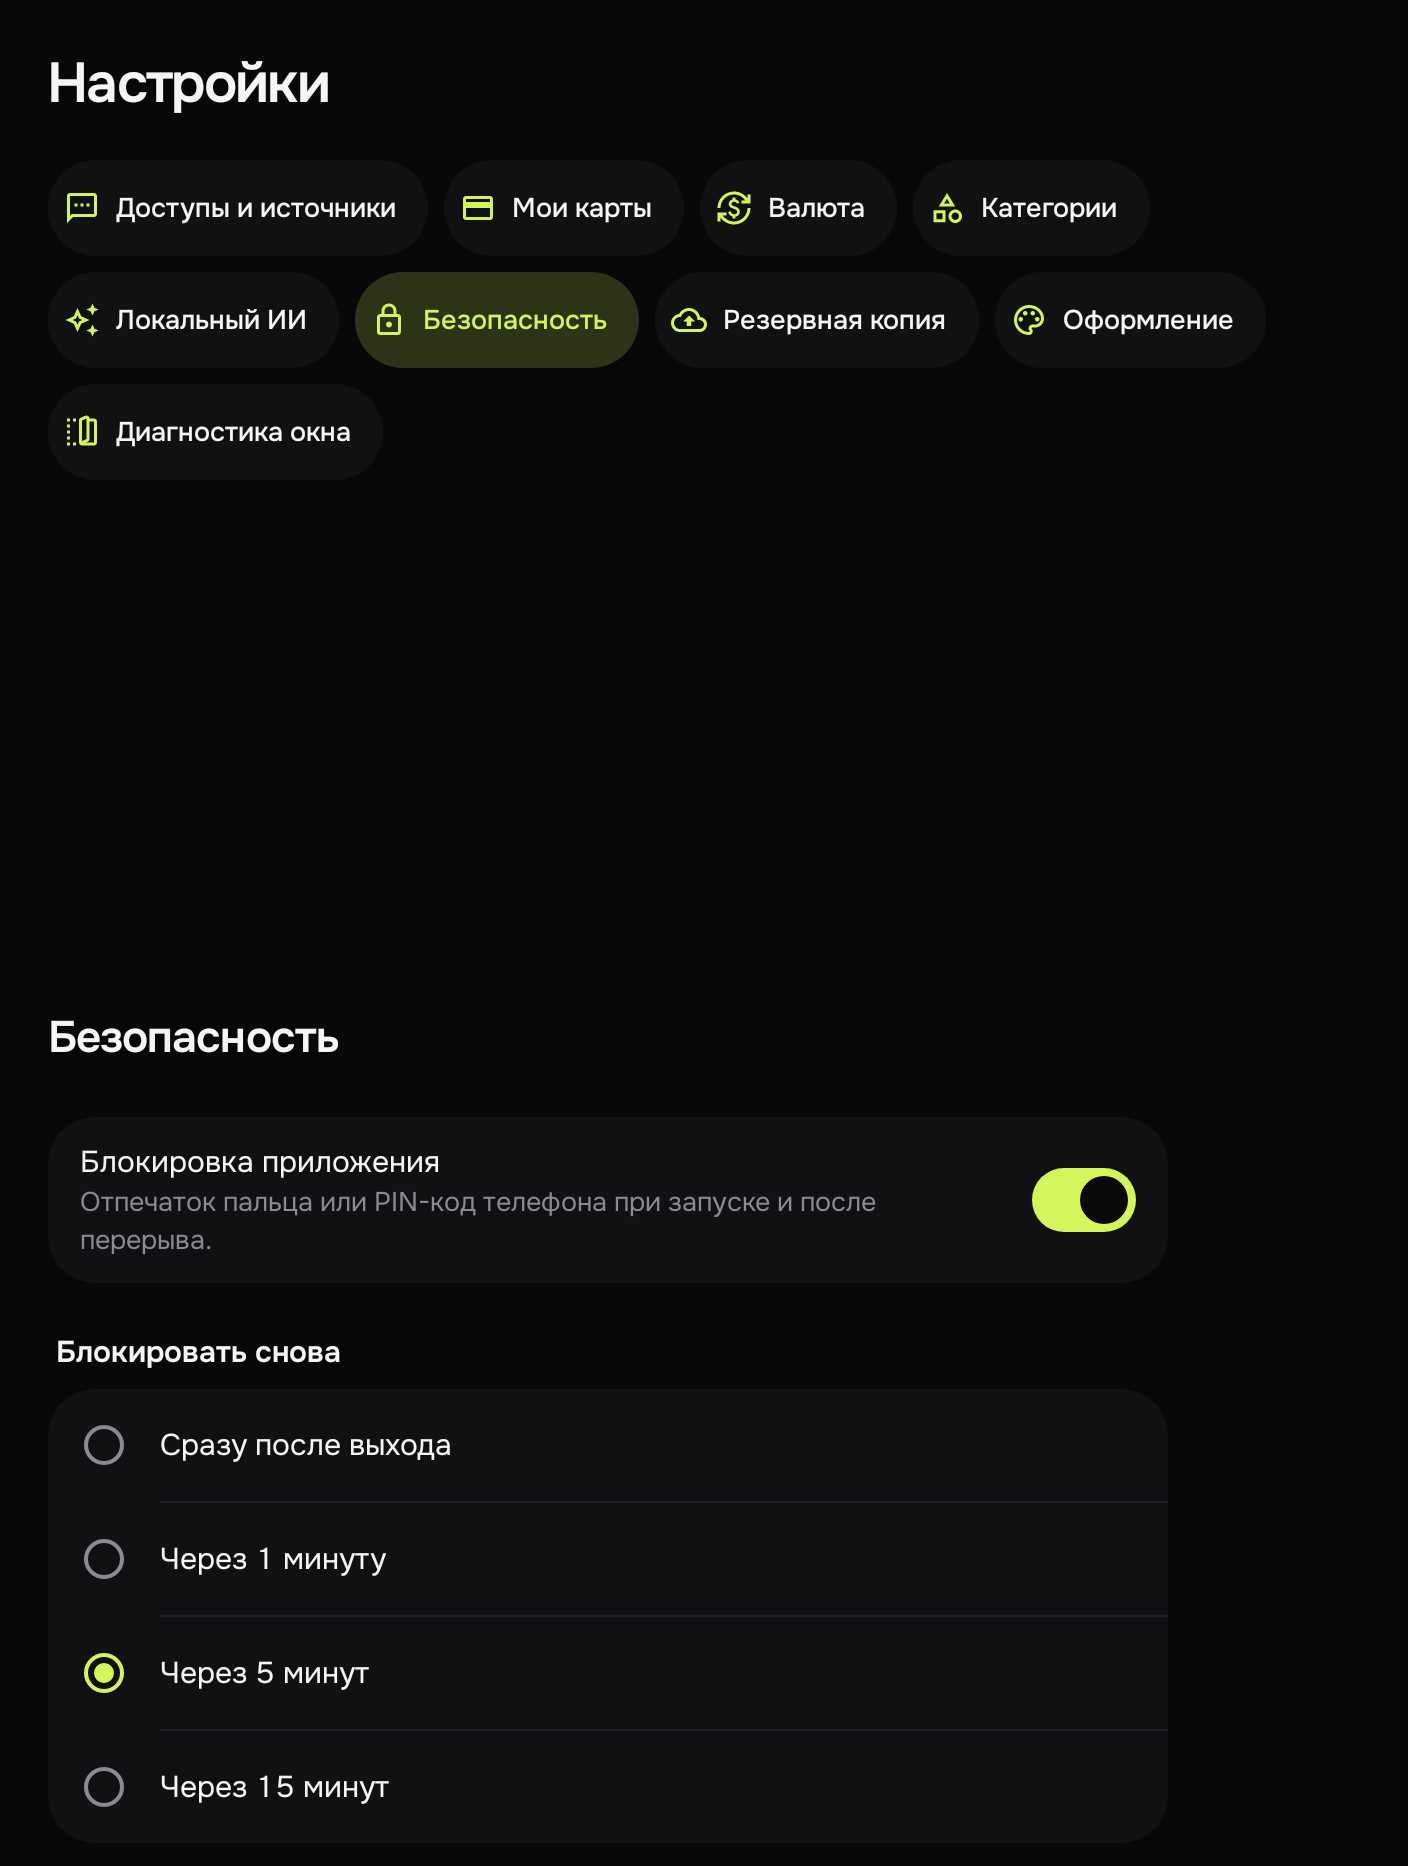 Настройки
Доступы и источники
Мои карты
Валюта
Категории
Локальный ИИ
Безопасность
Резервная копия
Оформление
Диагностика окна
Безопасность
Блокировка приложения
Отпечаток пальца или PIN-код телефона при запуске и после
перерыва.
Блокировать снова
Сразу после выхода
Через 1 минуту
Через 5 минут
Через 15 минут